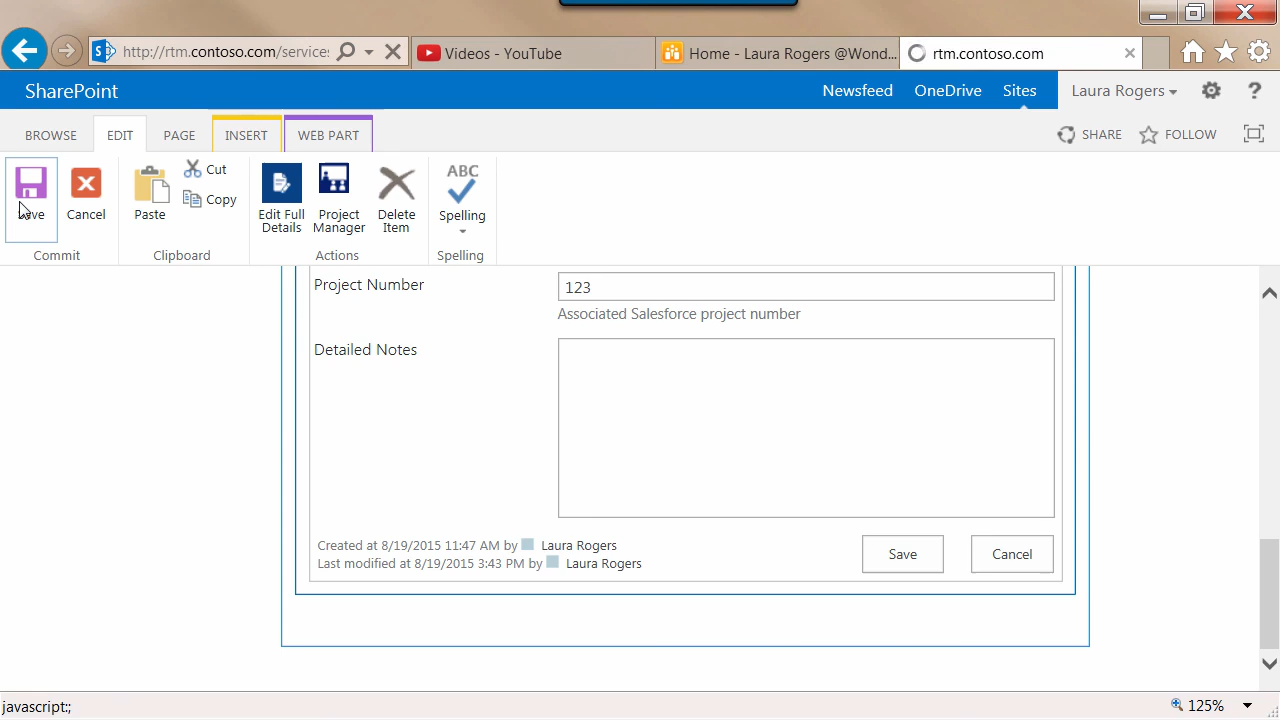 http://rtm.contoso.com/service:
Videos - YouTube
Home - Laura Rogers @Wond...
rtm.contoso.com
SharePoint
Newsfeed
OneDrive
Sites
Laura Rogers
?
BROWSE
EDIT
PAGE
INSERT
WEB PART
SHARE
FOLLOW
Save
Cancel
Paste
Cut
Copy
Edit Full
Details
Project
Manager
Delete
Item
ABC
Spelling
Commit
Clipboard
Actions
Spelling
Project Number
123
Associated Salesforce project number
Detailed Notes
Created at 8/19/2015 11:47 AM by Laura Rogers
Last modified at 8/19/2015 3:43 PM by Laura Rogers
Save
Cancel
javascript:;
125%